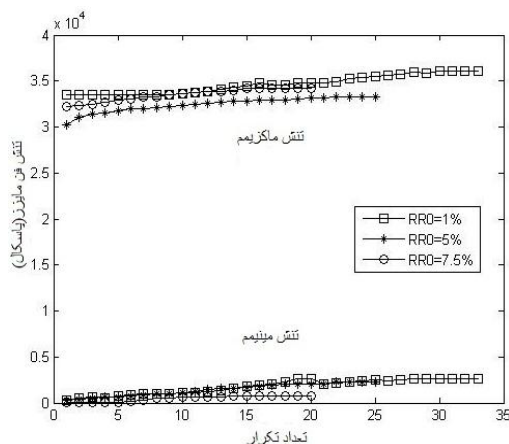 x 10⁴
4
3.5
3
2.5
2
1.5
1
0.5
0
تنش فن مایزز(پاسکال)
تنش ماکزیمم
RR0=1%
RR0=5%
RR0=7.5%
تنش مینیمم
0 5 10 15 20 25 30 35
تعداد تکرار